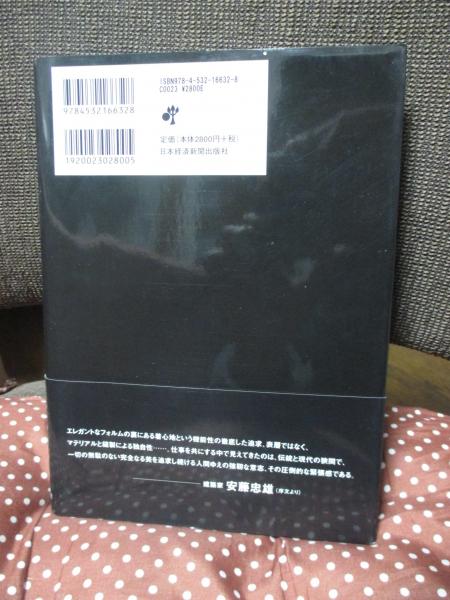 ISBN978-4-532-16632-8
C0023 ¥2800E
9784532166328
定価(本体2800円+税)
日本経済新聞出版社
1920023028005
エレガントなフォルムの裏にある着心地という機能性の徹底した追求、表層ではなく、
マテリアルと縫製による独自性……。仕事を共にする中で見えてきたのは、伝統と現代の狭間で、
一切の無駄のない完全なる美を追求し続ける人間ゆえの強靭な意志、その圧倒的な緊張感である。
建築家 安藤忠雄(序文より)